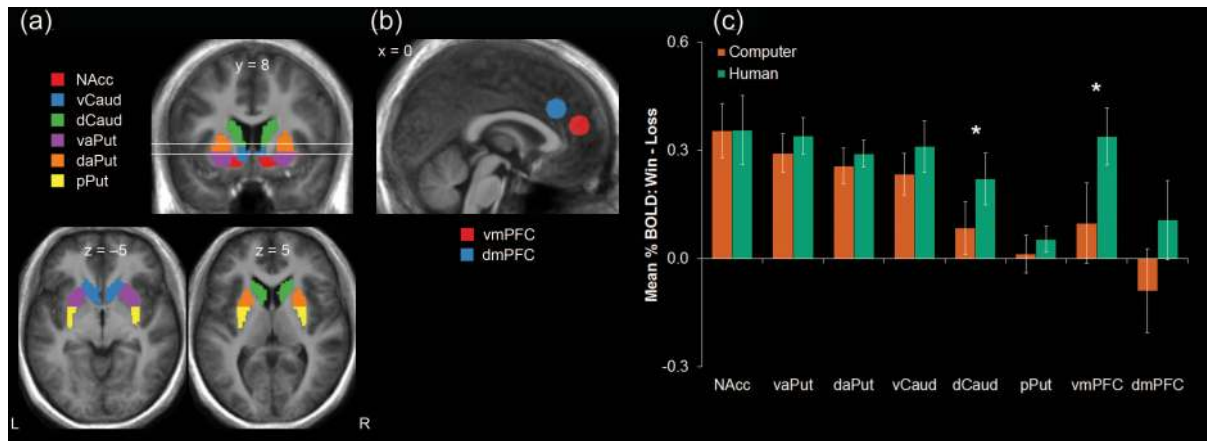 (a)
NAcc
vCaud
dCaud
vaPut
daPut
pPut
y = 8
z = –5
z = 5
L
R
(b)
x = 0
vmPFC
dmPFC
(c)
Mean % BOLD: Win - Loss
0.6
0.3
0.0
-0.3
Computer
Human
*
*
NAcc vaPut daPut vCaud dCaud pPut vmPFC dmPFC